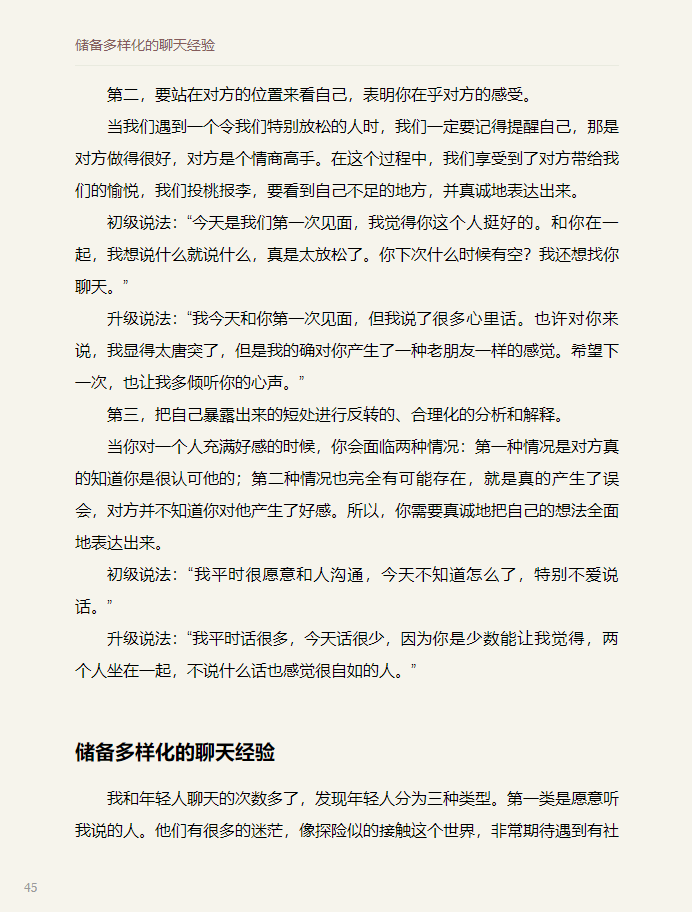 储备多样化的聊天经验
第二，要站在对方的位置来看自己，表明你在乎对方的感受。
当我们遇到一个令我们特别放松的人时，我们一定要记得提醒自己，那是
对方做得很好，对方是个情商高手。在这个过程中，我们享受到了对方带给我
们的愉悦，我们投桃报李，要看到自己不足的地方，并真诚地表达出来。
初级说法：“今天是我们第一次见面，我觉得你这个人挺好的。和你在一
起，我想说什么就说什么，真是太放松了。你下次什么时候有空？我还想找你
聊天。”
升级说法：“我今天和你第一次见面，但我说了很多心里话。也许对你来
说，我显得太唐突了，但是我的确对你产生了一种老朋友一样的感觉。希望下
一次，也让我多倾听你的心声。”
第三，把自己暴露出来的短处进行反转的、合理化的分析和解释。
当你对一个人充满好感的时候，你会面临两种情况：第一种情况是对方真
的知道你是很认可他的；第二种情况也完全有可能存在，就是真的产生了误
会，对方并不知道你对他产生了好感。所以，你需要真诚地把自己的想法全面
地表达出来。
初级说法：“我平时很愿意和人沟通，今天不知道怎么了，特别不爱说
话。”
升级说法：“我平时话很多，今天话很少，因为你是少数能让我觉得，两
个人坐在一起，不说什么话也感觉很自如的人。”
储备多样化的聊天经验
我和年轻人聊天的次数多了，发现年轻人分为三种类型。第一类是愿意听
我说的人。他们有很多的迷茫，像探险似的接触这个世界，非常期待遇到有社
45